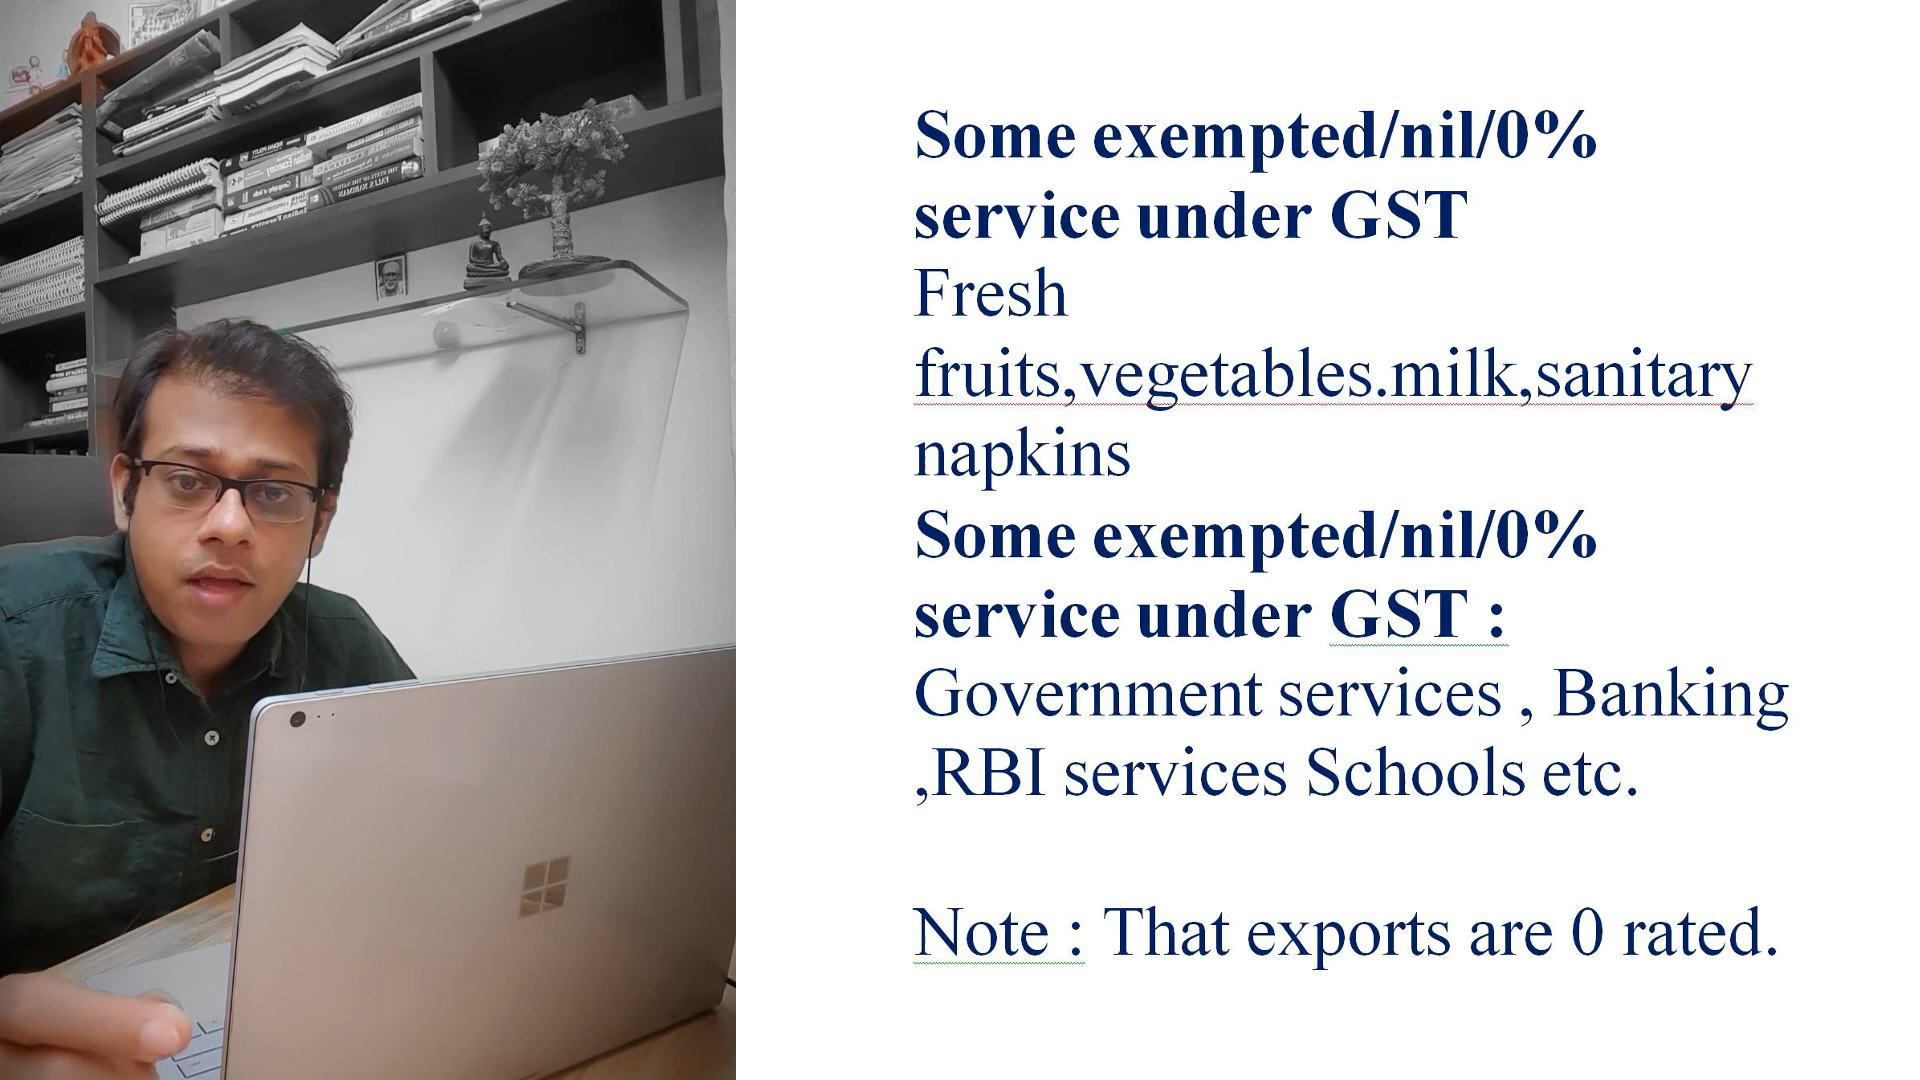 Some exempted/nil/0%
service under GST
Fresh
fruits,vegetables.milk,sanitary
napkins
Some exempted/nil/0%
service under GST :
Government services , Banking
,RBI services Schools etc.
Note : That exports are 0 rated.